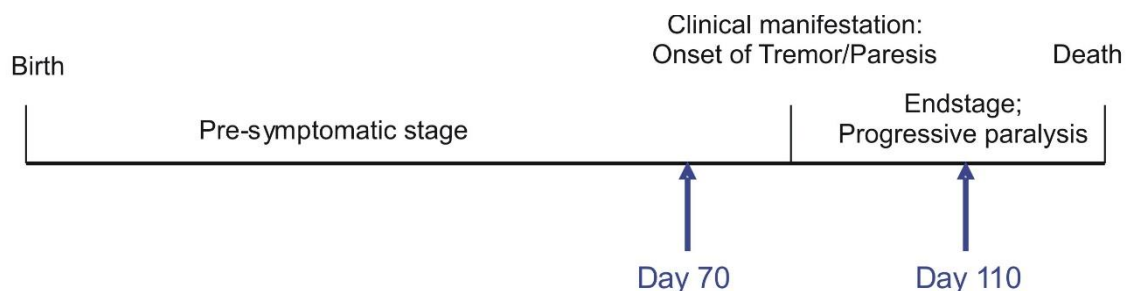 Clinical manifestation:
Onset of Tremor/Paresis
Birth
Death
Pre-symptomatic stage
Endstage;
Progressive paralysis
Day 70
Day 110